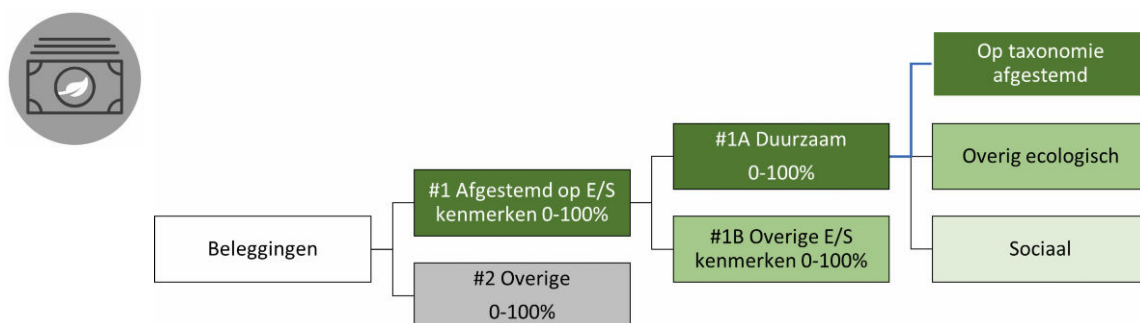 Beleggingen
#1 Afgestemd op E/S
kenmerken 0-100%
#2 Overige
0-100%
#1A Duurzaam
0-100%
#1B Overige E/S
kenmerken 0-100%
Op taxonomie
afgestemd
Overig ecologisch
Sociaal